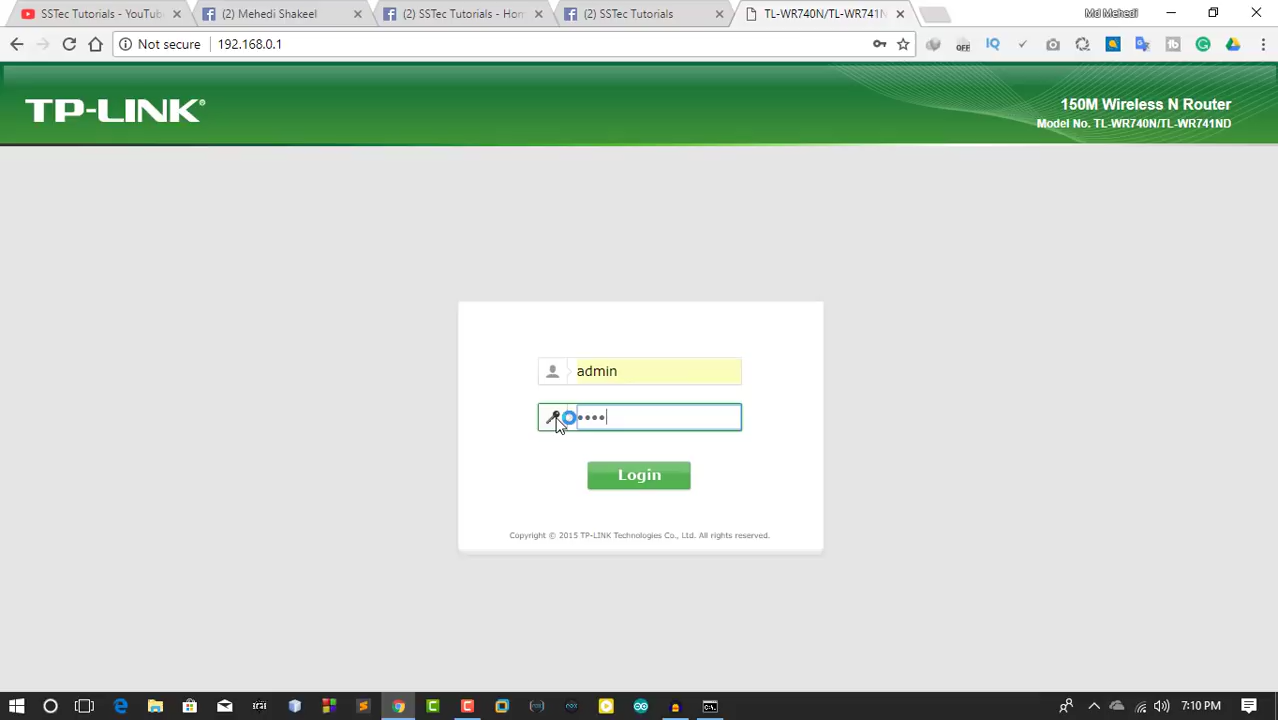 SSTec Tutorials - YouTub
(2) Mehedi Shakeel
(2) SSTec Tutorials - Hom
(2) SSTec Tutorials
TL-WR740N/TL-WR741N
Md Mehedi
Not secure
192.168.0.1
OFF
IQ
TP-LINK®
150M Wireless N Router
Model No. TL-WR740N/TL-WR741ND
admin
••••
Login
Copyright © 2015 TP-LINK Technologies Co., Ltd. All rights reserved.
7:10 PM